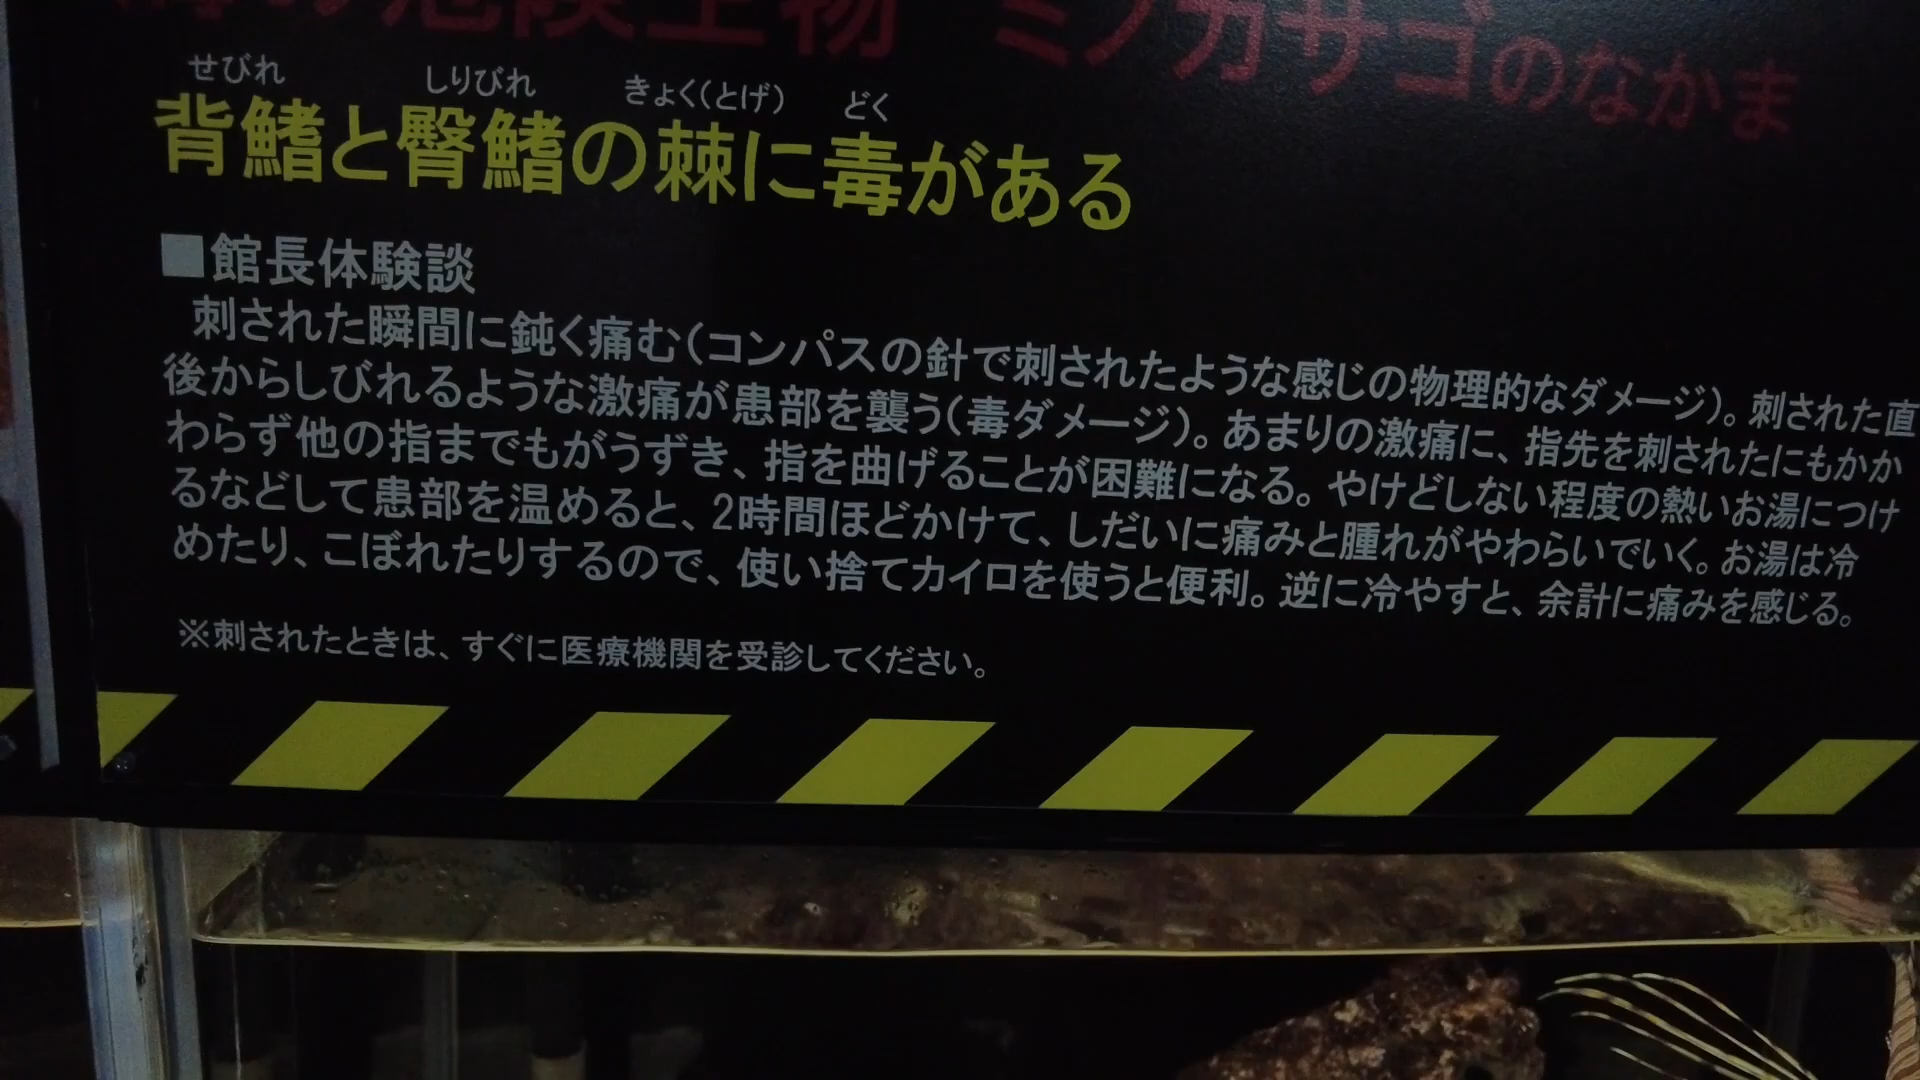 海の危険生物 ミノカサゴのなかま
せびれ しりびれ きょく(とげ) どく
背鰭と臀鰭の棘に毒がある
■館長体験談
刺された瞬間に鈍く痛む(コンパスの針で刺されたような感じの物理的なダメージ)。刺された直
後からしびれるような激痛が患部を襲う(毒ダメージ)。あまりの激痛に、指先を刺されたにもかか
わらず他の指までもがうずき、指を曲げることが困難になる。やけどしない程度の熱いお湯につけ
るなどして患部を温めると、2時間ほどかけて、しだいに痛みと腫れがやわらいでいく。お湯は冷
めたり、こぼれたりするので、使い捨てカイロを使うと便利。逆に冷やすと、余計に痛みを感じる。
※刺されたときは、すぐに医療機関を受診してください。